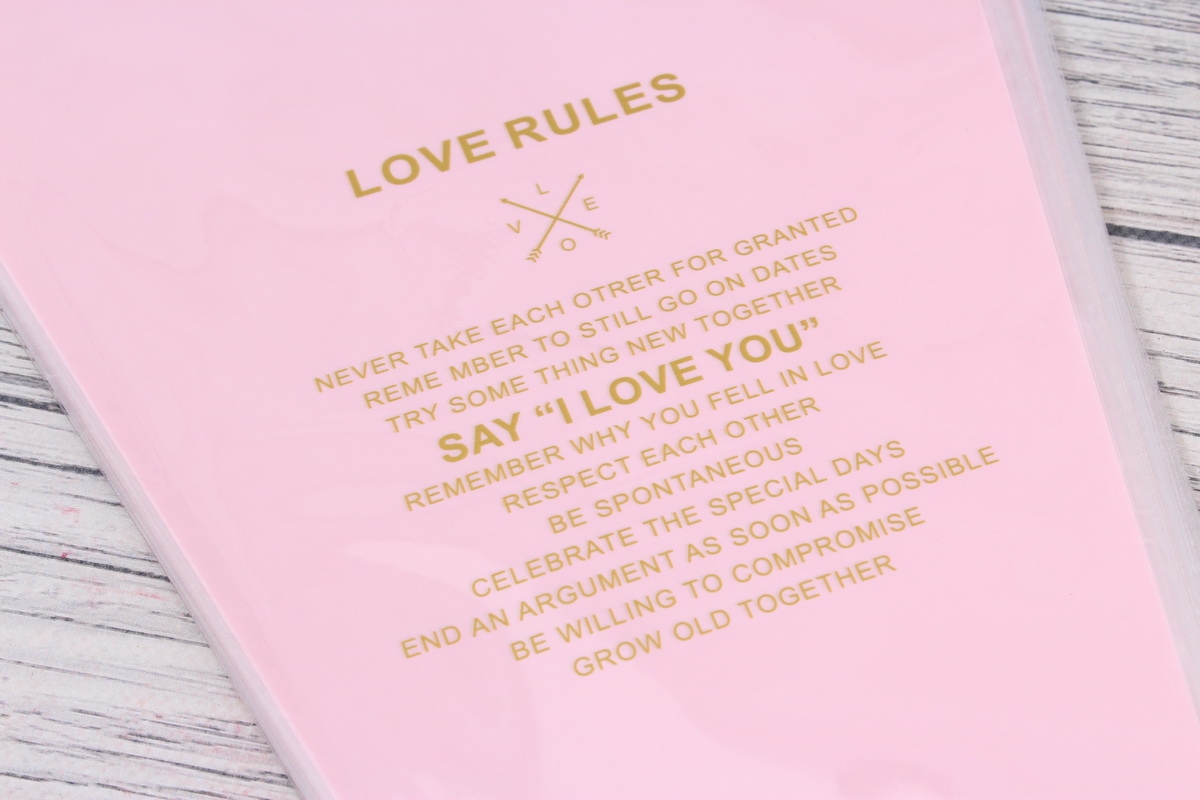 LOVE RULES
L
V E
O
NEVER TAKE EACH OTRER FOR GRANTED
REME MBER TO STILL GO ON DATES
TRY SOME THING NEW TOGETHER
SAY “I LOVE YOU”
REMEMBER WHY YOU FELL IN LOVE
RESPECT EACH OTHER
BE SPONTANEOUS
CELEBRATE THE SPECIAL DAYS
END AN ARGUMENT AS SOON AS POSSIBLE
BE WILLING TO COMPROMISE
GROW OLD TOGETHER